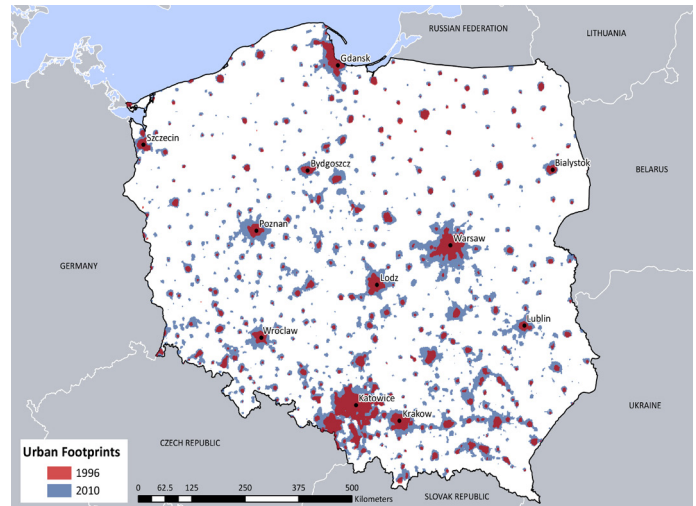 RUSSIAN FEDERATION
LITHUANIA
Gdansk
Szczecin
Bydgoszcz
Bialystok
BELARUS
Poznan
Warsaw
GERMANY
Lodz
Lublin
Wroclaw
Katowice
Krakow
UKRAINE
CZECH REPUBLIC
SLOVAK REPUBLIC
Urban Footprints
1996
2010
0 62.5 125 250 375 500
Kilometers